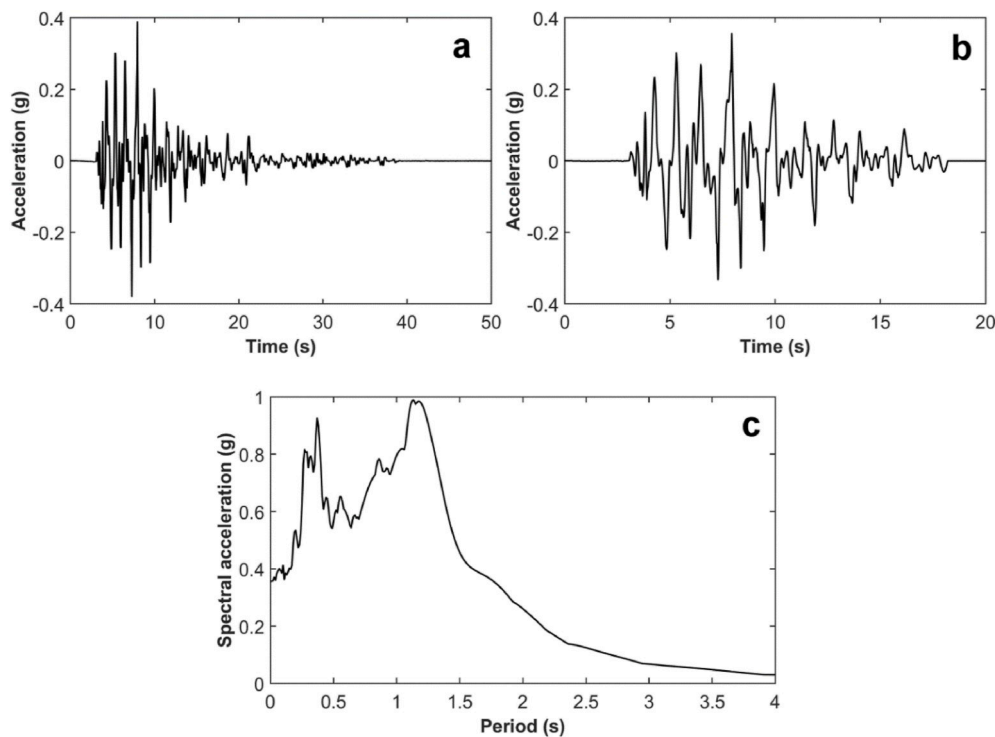 a
Acceleration (g)
0.4
0.2
0
-0.2
-0.4
0 10 20 30 40 50
Time (s)
b
Acceleration (g)
0.4
0.2
0
-0.2
-0.4
0 5 10 15 20
Time (s)
c
Spectral acceleration (g)
1
0.8
0.6
0.4
0.2
0
0 0.5 1 1.5 2 2.5 3 3.5 4
Period (s)